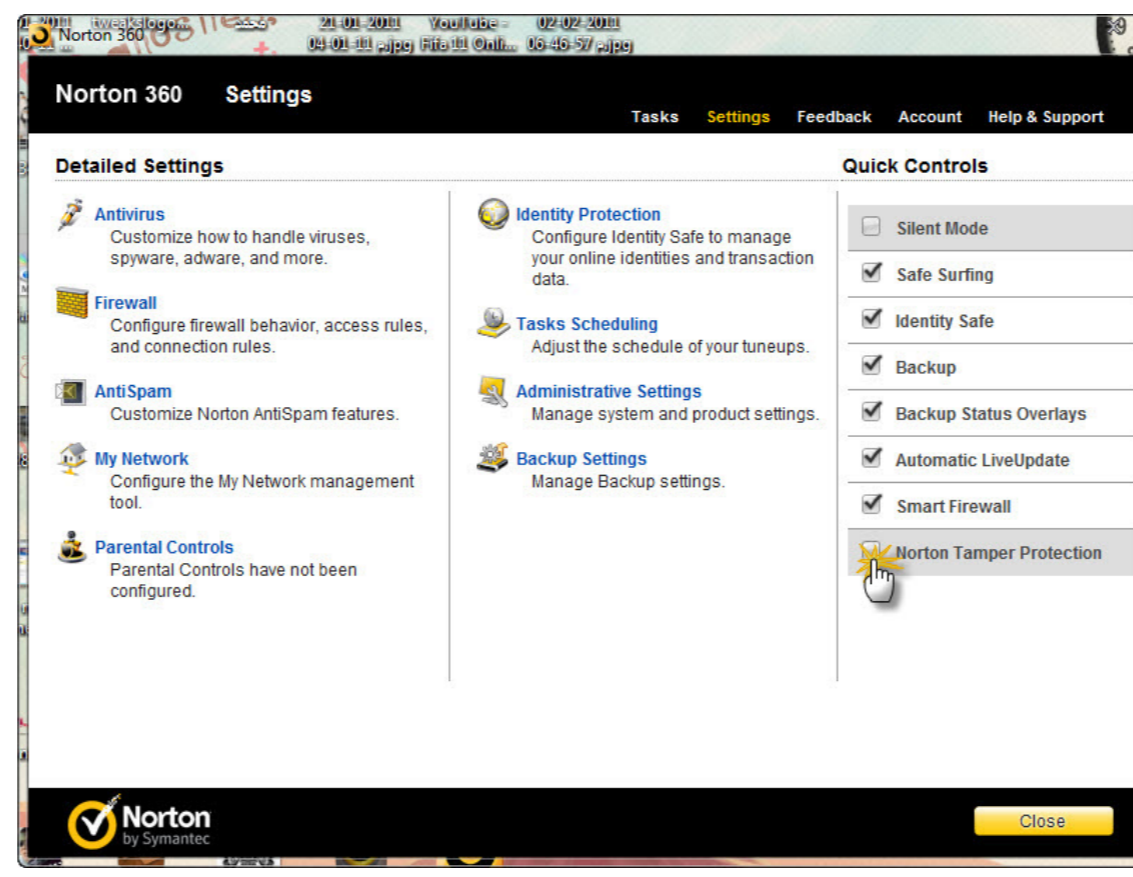 tweakslogo... 21-01-2011 YouTube - 02-02-2011
Norton 360 04-01-11 Fifa 11 Onli... 06-46-57
Norton 360 Settings
Tasks Settings Feedback Account Help & Support
Detailed Settings
Antivirus
Customize how to handle viruses,
spyware, adware, and more.
Firewall
Configure firewall behavior, access rules,
and connection rules.
AntiSpam
Customize Norton AntiSpam features.
My Network
Configure the My Network management
tool.
Parental Controls
Parental Controls have not been
configured.
Identity Protection
Configure Identity Safe to manage
your online identities and transaction
data.
Tasks Scheduling
Adjust the schedule of your tuneups.
Administrative Settings
Manage system and product settings.
Backup Settings
Manage Backup settings.
Quick Controls
Silent Mode
Safe Surfing
Identity Safe
Backup
Backup Status Overlays
Automatic LiveUpdate
Smart Firewall
Norton Tamper Protection
Norton
by Symantec
Close